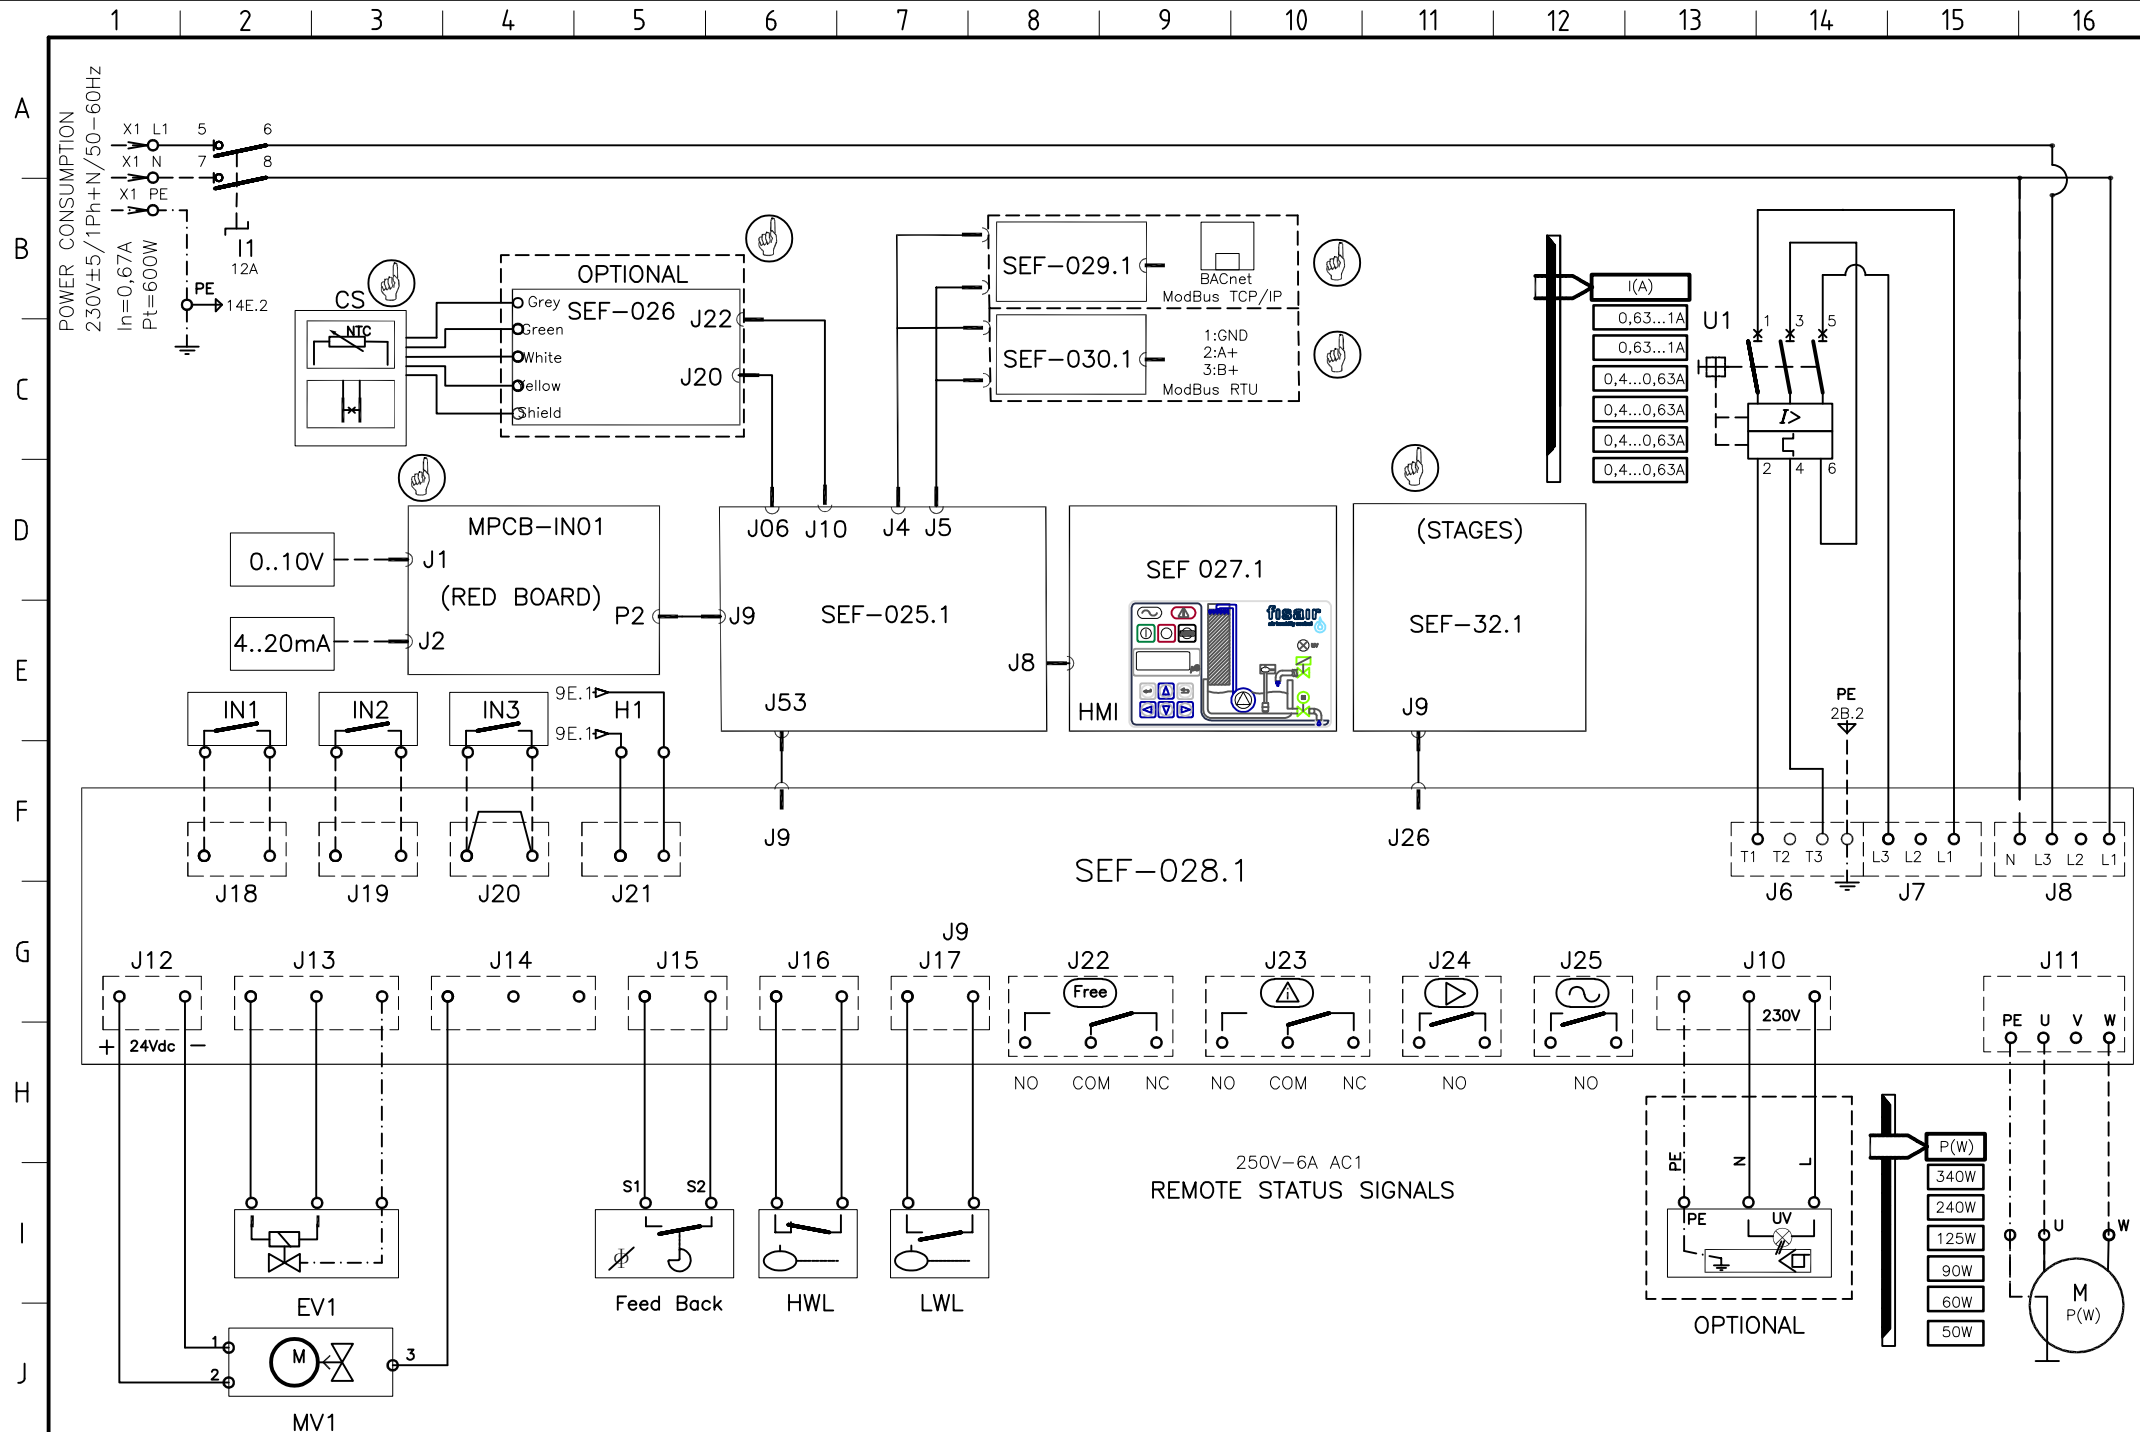 1 2 3 4 5 6 7 8 9 10 11 12 13 14 15 16
A
B
C
D
E
F
G
H
I
J
POWER CONSUMPTION
230V±5/1Ph+N/50-60Hz
In=0,67A
Pt=600W
X1 L1 5 6
X1 N 7 8
X1 PE
I1
12A
PE
14E.2
CS
NTC
OPTIONAL
SEF-026
Grey
Green
White
Yellow
Shield
J22
J20
SEF-029.1
BACnet
ModBus TCP/IP
SEF-030.1
1:GND
2:A+
3:B+
ModBus RTU
I(A)
0,63...1A
0,63...1A
0,4...0,63A
0,4...0,63A
0,4...0,63A
0,4...0,63A
U1
1 3 5
I>
2 4 6
0..10V
4..20mA
MPCB-IN01
J1
(RED BOARD)
P2
J2
J06 J10 J4 J5
J9
SEF-025.1
J8
J53
SEF 027.1
fisair
air humidity control
UV
HMI
(STAGES)
SEF-32.1
J9
IN1
IN2
IN3
9E.1
9E.1
H1
PE
2B.2
J9
J26
SEF-028.1
J18
J19
J20
J21
T1 T2 T3
L3 L2 L1
N L3 L2 L1
J6
J7
J8
J9
J12
J13
J14
J15
J16
J17
J22
J23
J24
J25
J10
J11
Free
230V
PE U V W
+ 24Vdc -
NO COM NC
NO COM NC
NO
NO
250V-6A AC1
REMOTE STATUS SIGNALS
S1 S2
PE N L
PE UV
OPTIONAL
P(W)
340W
240W
125W
90W
60W
50W
U W
M
P(W)
EV1
Feed Back
HWL
LWL
1
2
M
3
MV1